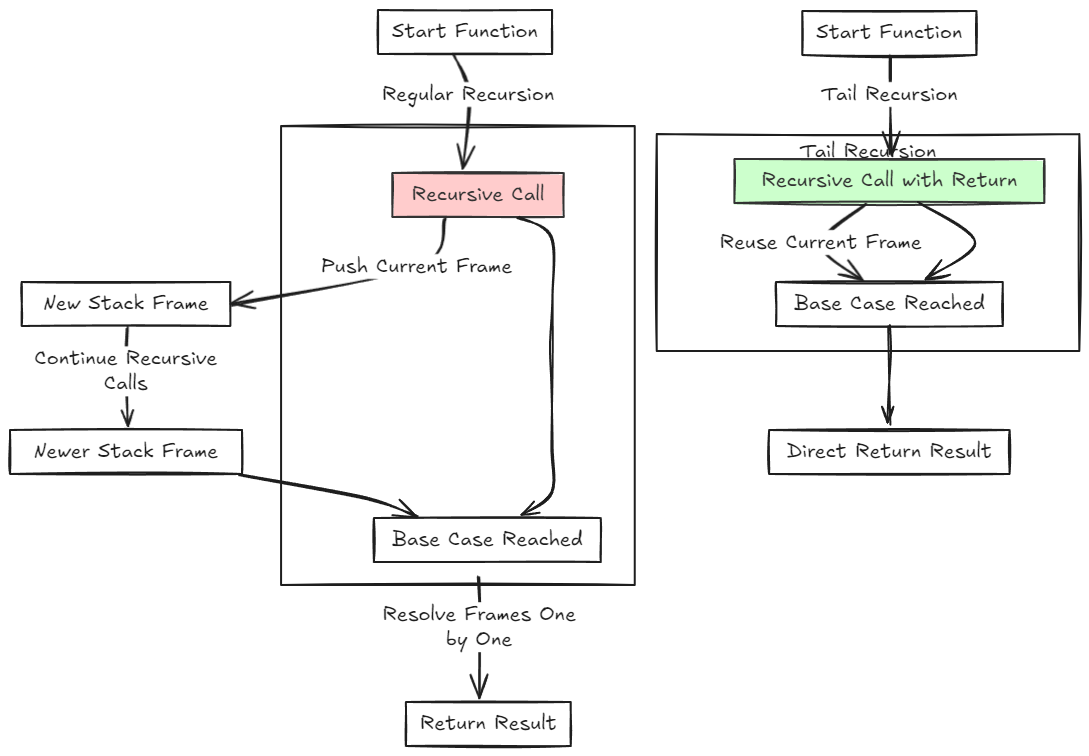 Start Function
Regular Recursion
Recursive Call
Push Current Frame
New Stack Frame
Continue Recursive
Calls
Newer Stack Frame
Base Case Reached
Resolve Frames One
by One
Return Result
Start Function
Tail Recursion
Tail Recursion
Recursive Call with Return
Reuse Current Frame
Base Case Reached
Direct Return Result